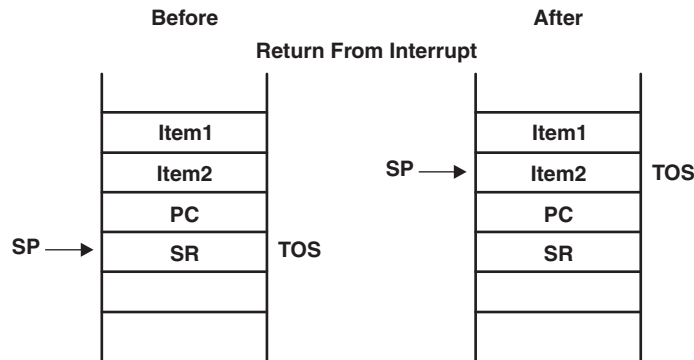 Before After
Return From Interrupt
Item1 Item1
SP Item2 Item2 TOS
PC PC
SP SR TOS SR